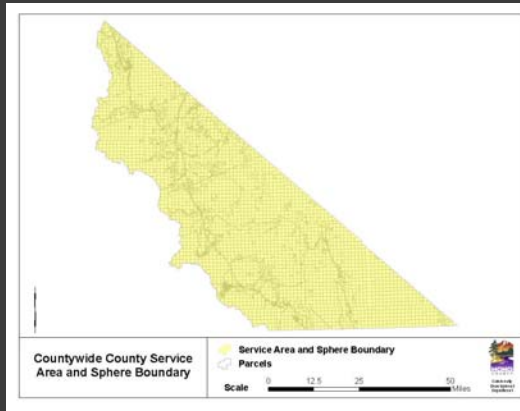 Countywide County Service
Area and Sphere Boundary
Service Area and Sphere Boundary
Parcels
Scale
0 12.5 25 50
Miles